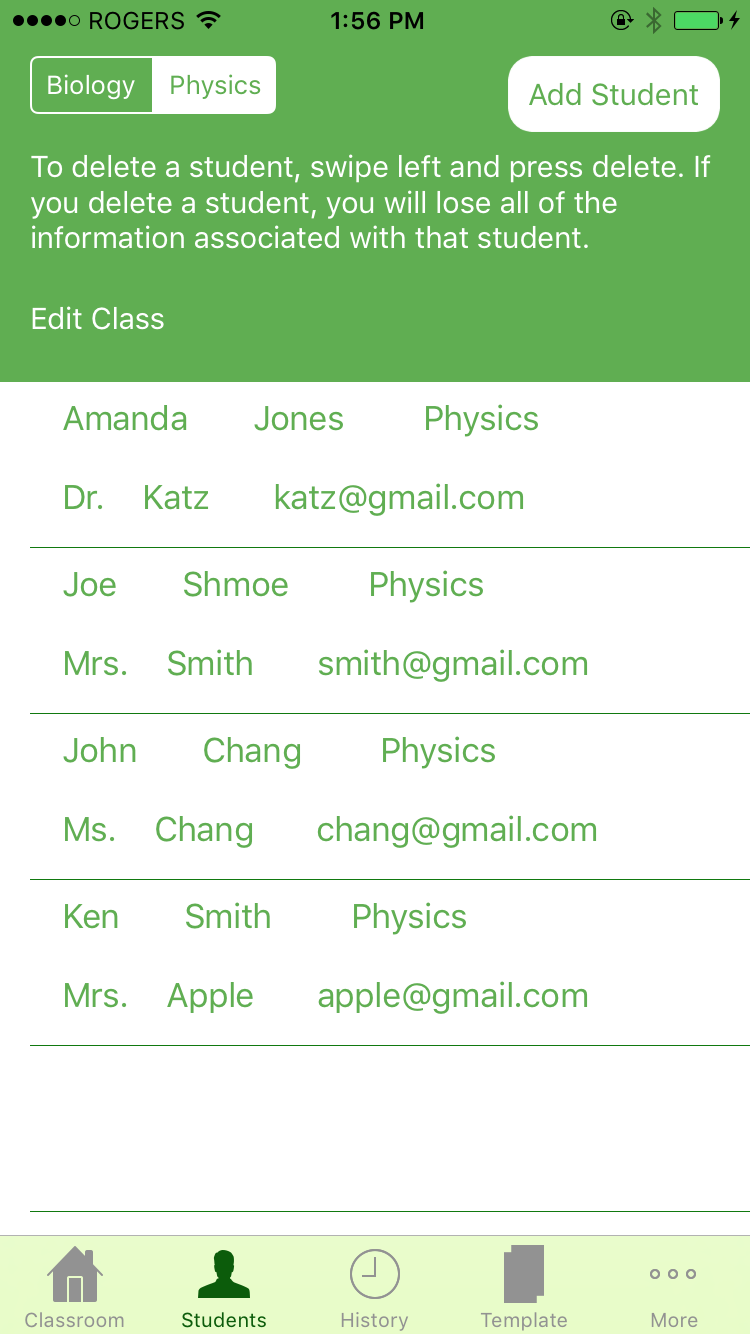 ROGERS 1:56 PM
Biology Physics Add Student
To delete a student, swipe left and press delete. If
you delete a student, you will lose all of the
information associated with that student.
Edit Class
Amanda Jones Physics
Dr. Katz katz@gmail.com
Joe Shmoe Physics
Mrs. Smith smith@gmail.com
John Chang Physics
Ms. Chang chang@gmail.com
Ken Smith Physics
Mrs. Apple apple@gmail.com
Classroom Students History Template More